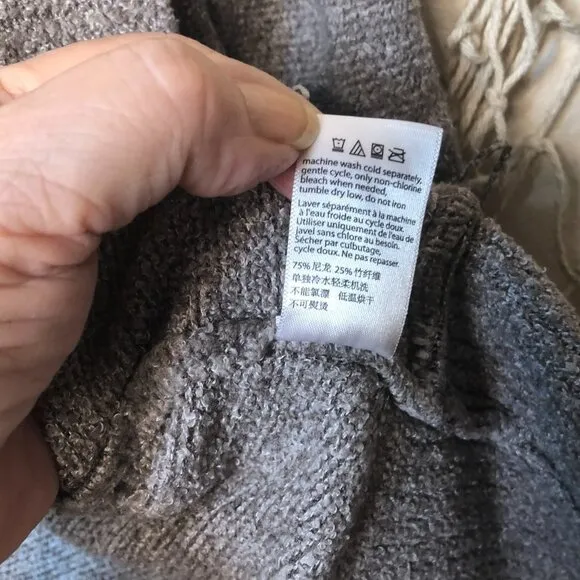 machine wash cold separately,
gentle cycle, only non-chlorine
bleach when needed,
tumble dry low, do not iron
Laver séparément à la machine
à l'eau froide au cycle doux.
Utiliser uniquement de l'eau de
javel sans chlore au besoin.
Sécher par culbutage,
cycle doux. Ne pas repasser
75%尼龙 25%竹纤维
单独冷水轻柔机洗
不能氯漂 低温烘干
不可熨烫